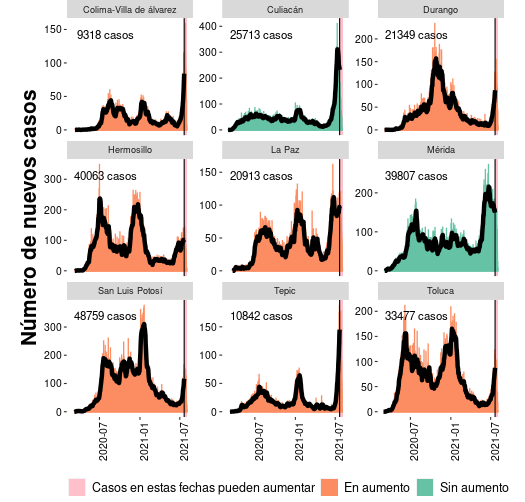 Colima-Villa de álvarez
Culiacán
Durango
9318 casos
25713 casos
21349 casos
150
100
50
0
400
300
200
100
0
200
150
100
50
0
Hermosillo
La Paz
Mérida
40063 casos
20913 casos
39807 casos
300
200
100
0
150
100
50
0
200
100
0
San Luis Potosí
Tepic
Toluca
48759 casos
10842 casos
33477 casos
300
200
100
0
150
100
50
0
200
150
100
50
0
2020-07
2021-01
2021-07
2020-07
2021-01
2021-07
2020-07
2021-01
2021-07
Número de nuevos casos
Casos en estas fechas pueden aumentar
En aumento
Sin aumento